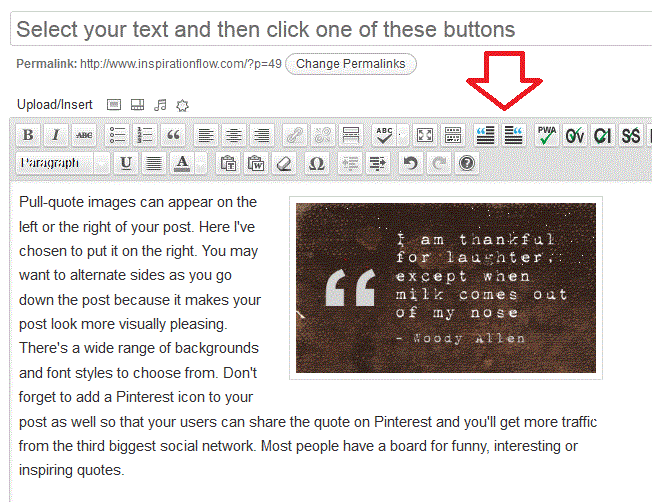 Select your text and then click one of these buttons
Permalink: http://www.inspirationflow.com/?p=49 Change Permalinks
Upload/Insert
B I ABC ABC PWA OV CI S$
Paragraph U A T W Ω ?
Pull-quote images can appear on the
left or the right of your post. Here I've
chosen to put it on the right. You may
want to alternate sides as you go
down the post because it makes your
post look more visually pleasing.
There's a wide range of backgrounds
and font styles to choose from. Don't
forget to add a Pinterest icon to your
post as well so that your users can share the quote on Pinterest and you'll get more traffic
from the third biggest social network. Most people have a board for funny, interesting or
inspiring quotes.
“
I am thankful
for laughter,
except when
milk comes out
of my nose
- Woody Allen